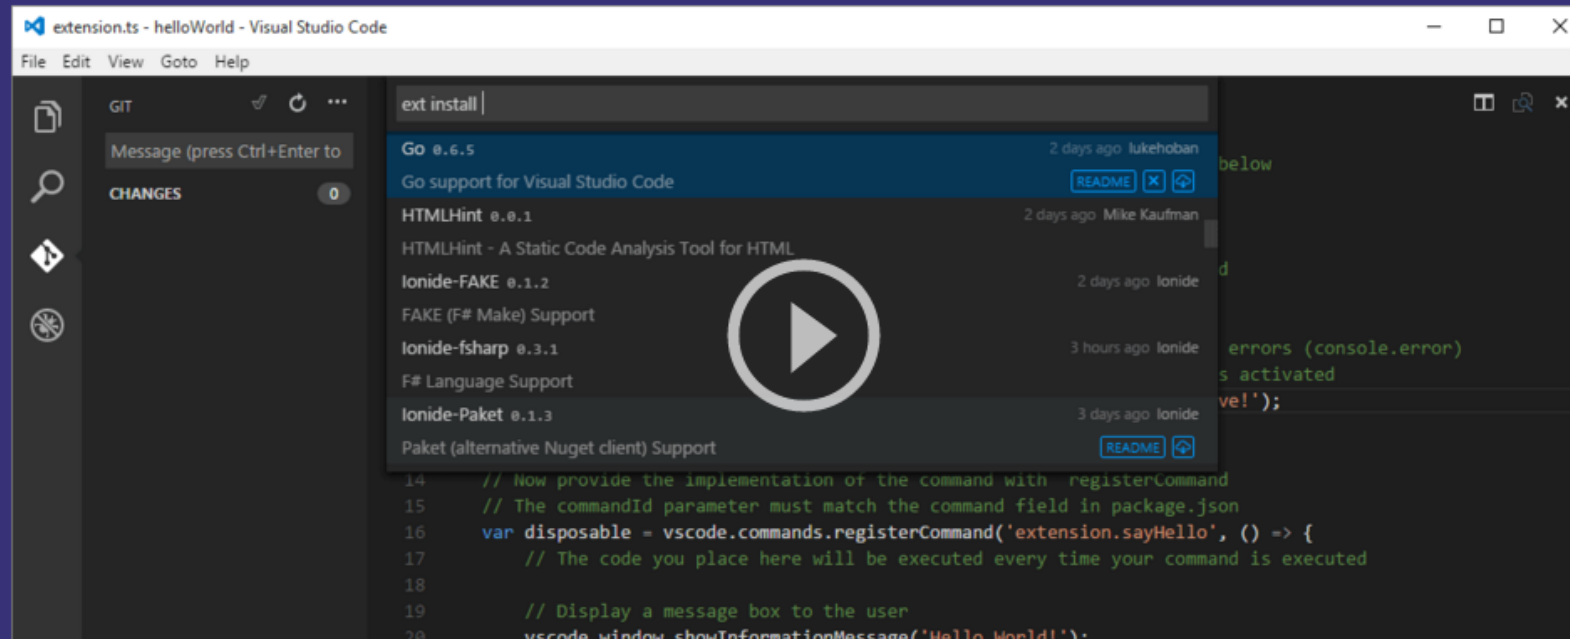 extension.ts - helloWorld - Visual Studio Code
File Edit View Goto Help
GIT
Message (press Ctrl+Enter to
CHANGES 0
ext install
Go 0.6.5 2 days ago lukehoban
Go support for Visual Studio Code README
HTMLHint 0.0.1 2 days ago Mike Kaufman
HTMLHint - A Static Code Analysis Tool for HTML
Ionide-FAKE 0.1.2 2 days ago Ionide
FAKE (F# Make) Support
Ionide-fsharp 0.3.1 3 hours ago Ionide
F# Language Support
Ionide-Paket 0.1.3 3 days ago Ionide
Paket (alternative Nuget client) Support README
below
d
errors (console.error)
s activated
ve!');
14 // Now provide the implementation of the command with registerCommand
15 // The commandId parameter must match the command field in package.json
16 var disposable = vscode.commands.registerCommand('extension.sayHello', () => {
17 // The code you place here will be executed every time your command is executed
18
19 // Display a message box to the user
20 vscode.window.showInformationMessage('Hello World!');